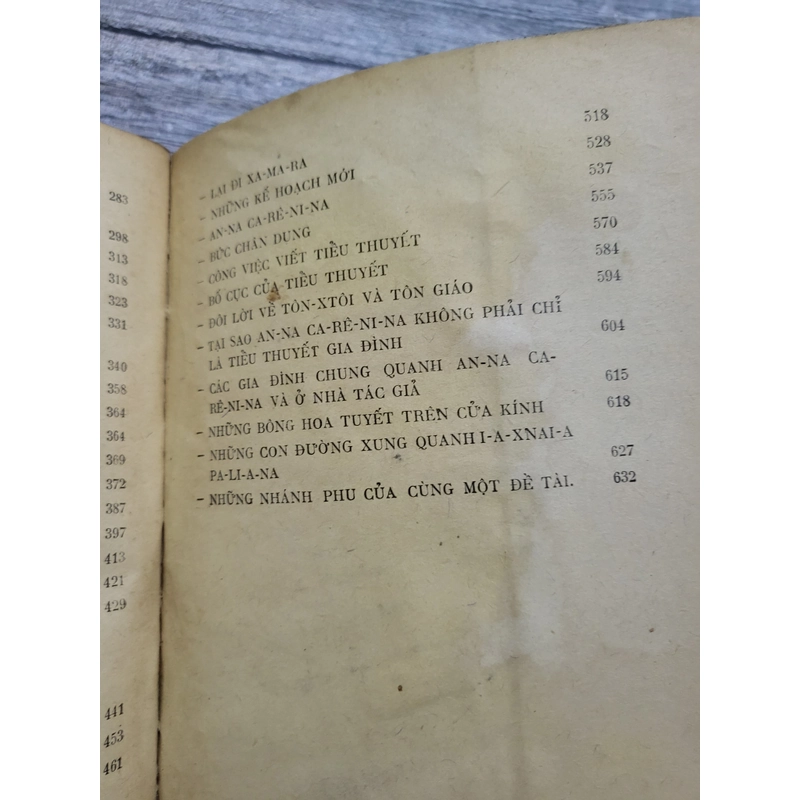 283
298
313
318
323
331
340
358
364
364
369
372
387
397
413
421
429
441
453
461
– LẠI ĐI XA-MA-RA 518
– NHỮNG KẾ HOẠCH MỚI 528
– AN-NA CA-RÊ-NI-NA 537
– BỨC CHÂN DUNG 555
– CÔNG VIỆC VIẾT TIỂU THUYẾT 570
– BỐ CỤC CỦA TIỂU THUYẾT 584
– ĐÔI LỜI VỀ TÔN-XTÔI VÀ TÔN GIÁO 594
– TẠI SAO AN-NA CA-RÊ-NI-NA KHÔNG PHẢI CHỈ
LÀ TIỂU THUYẾT GIA ĐÌNH 604
– CÁC GIA ĐÌNH CHUNG QUANH AN-NA CA-
RÊ-NI-NA VÀ Ở NHÀ TÁC GIẢ 615
– NHỮNG BÔNG HOA TUYẾT TRÊN CỬA KÍNH 618
– NHỮNG CON ĐƯỜNG XUNG QUANH I-A-XNAI-A
PA-LI-A-NA 627
– NHỮNG NHÁNH PHU CỦA CÙNG MỘT ĐỀ TÀI. 632